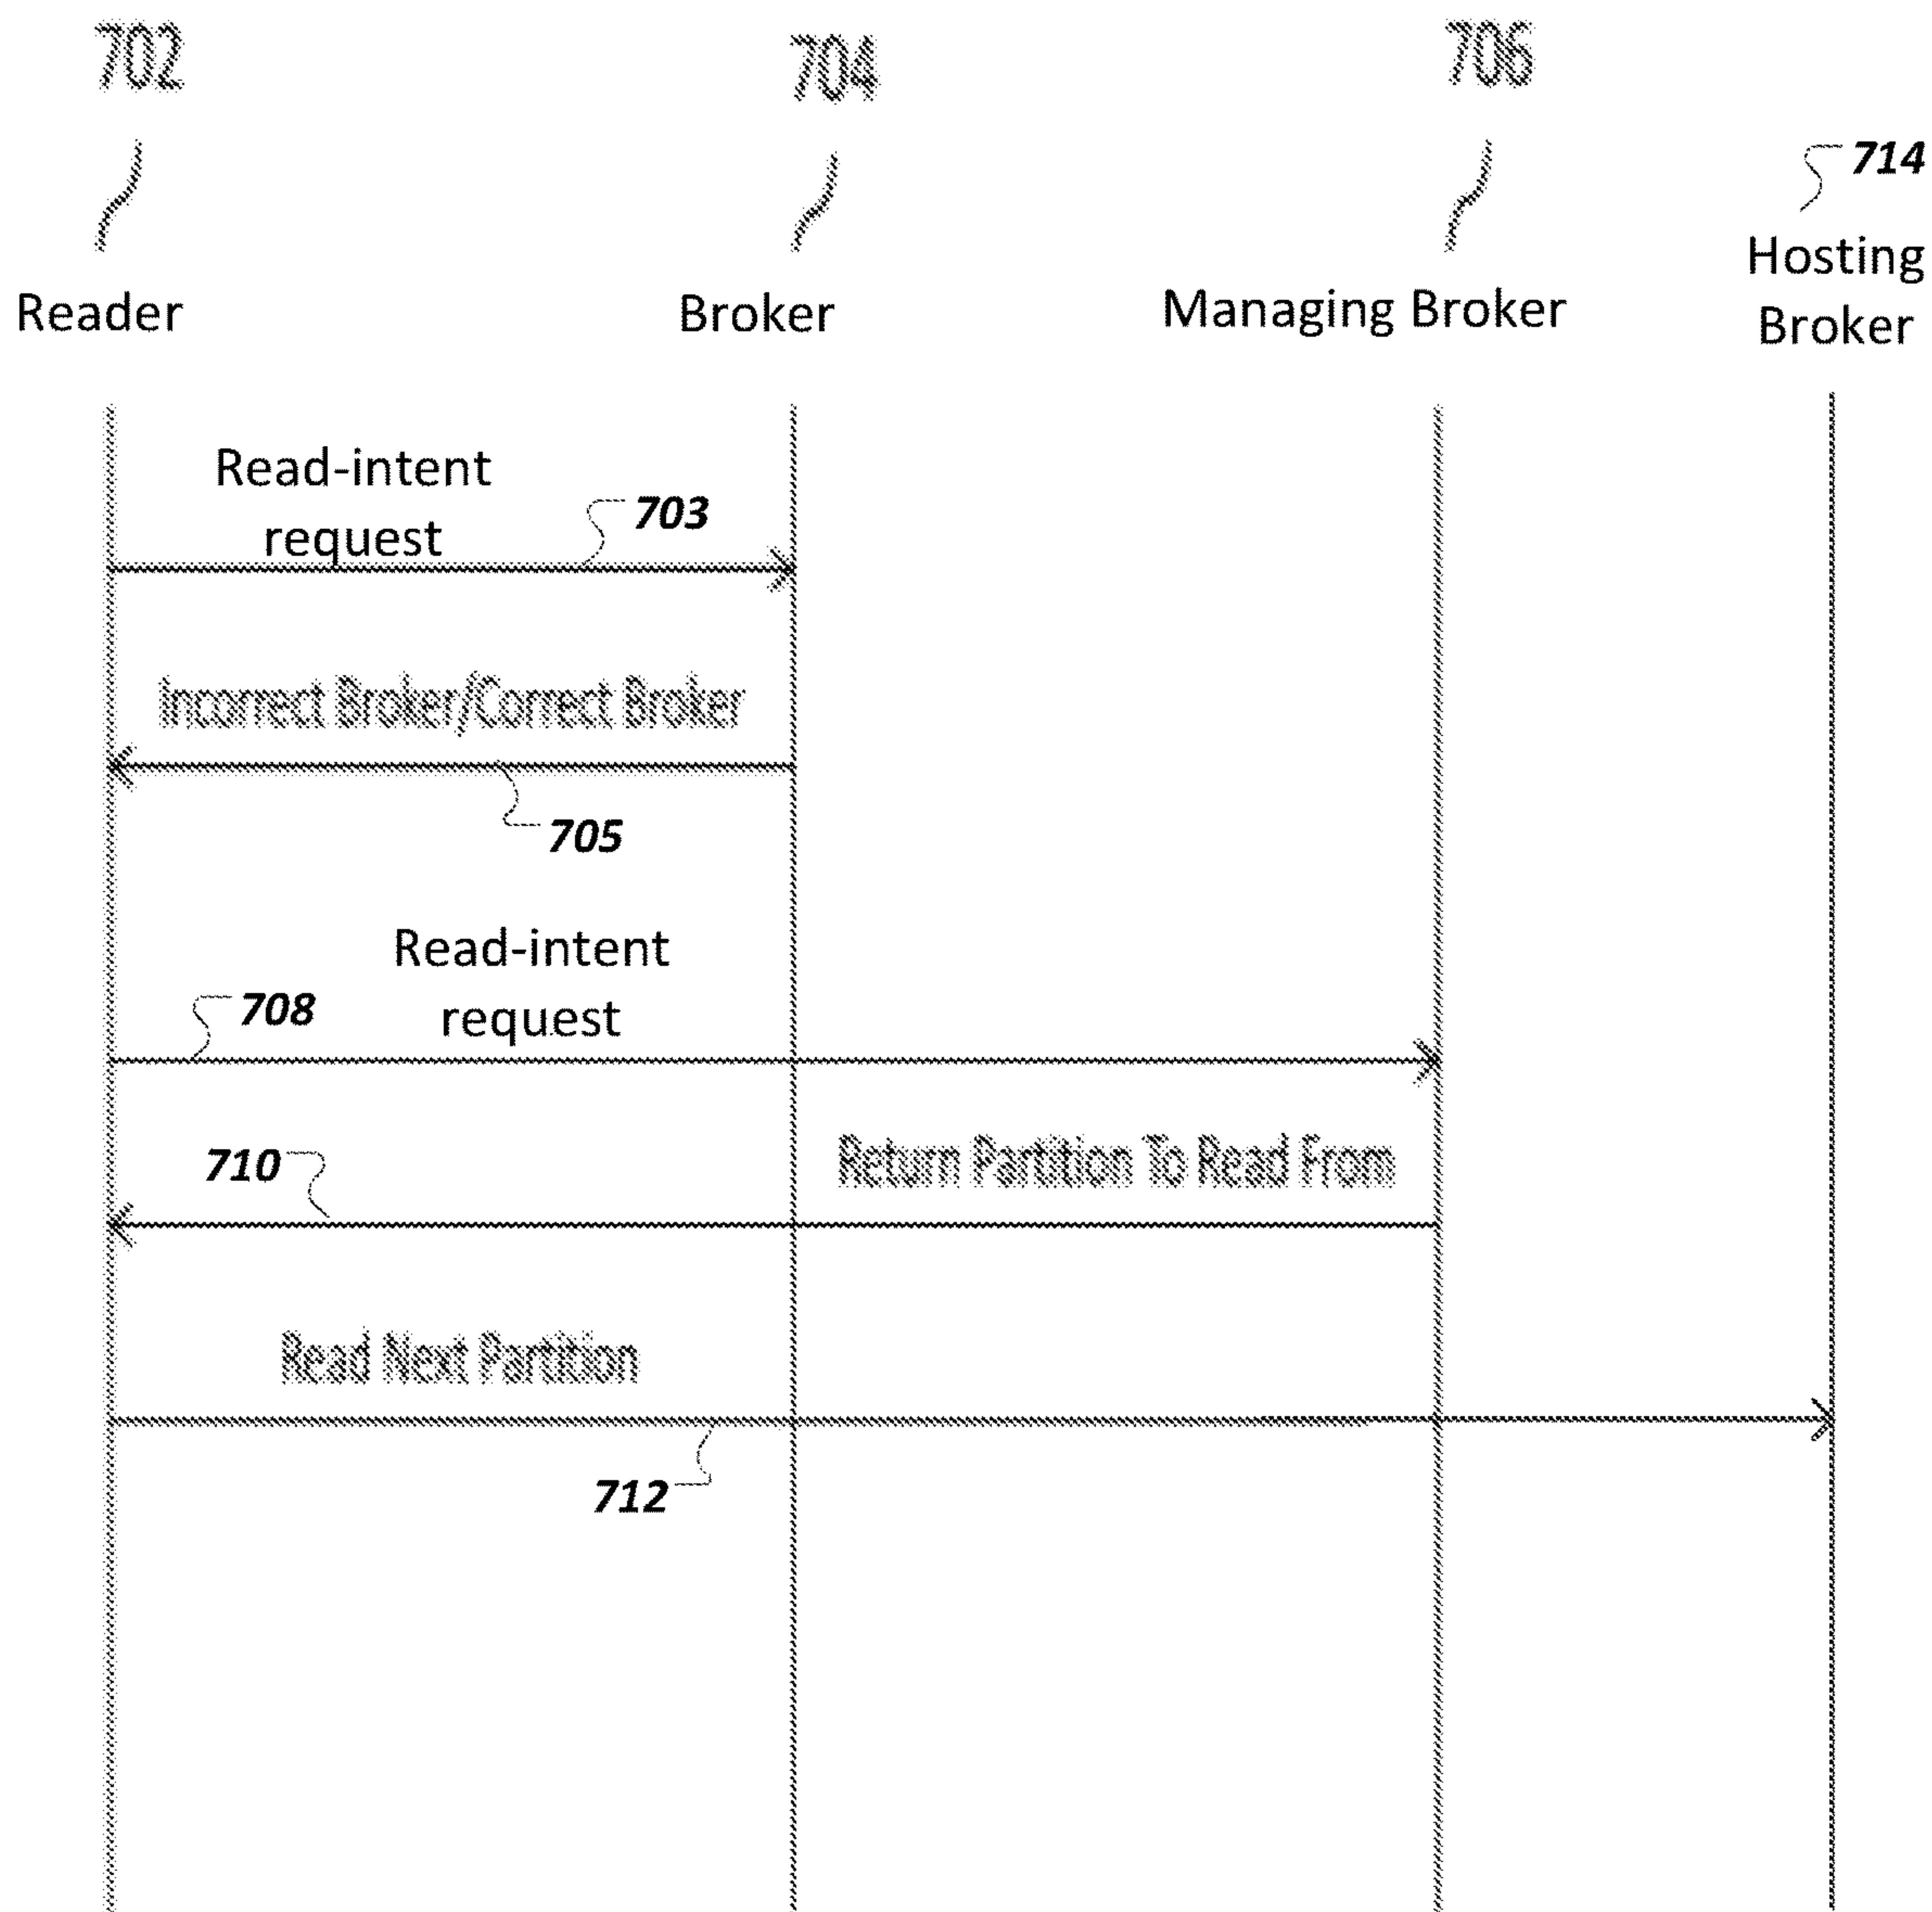 702
704
706
714
Reader
Broker
Managing Broker
Hosting
Broker
Read-intent
request
703
Incorrect Broker/Correct Broker
705
Read-intent
request
708
Return Partition To Read From
710
Read Next Partition
712